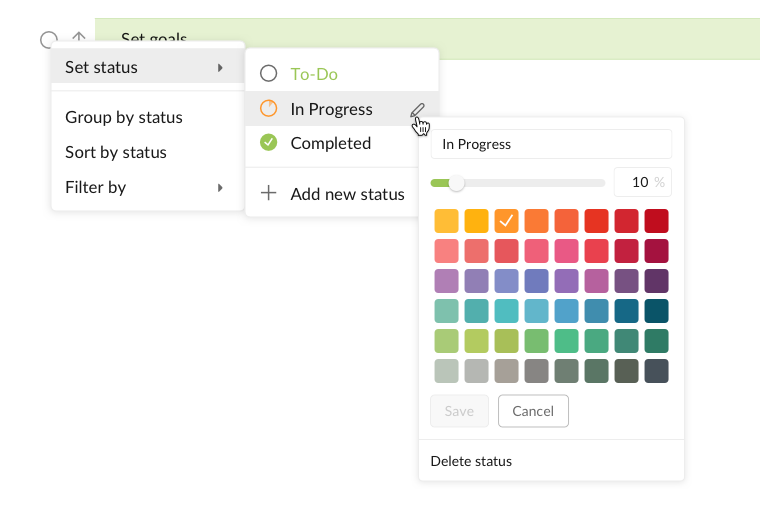 Set goals
Set status
Group by status
Sort by status
Filter by
To-Do
In Progress
Completed
Add new status
In Progress
10 %
Save
Cancel
Delete status